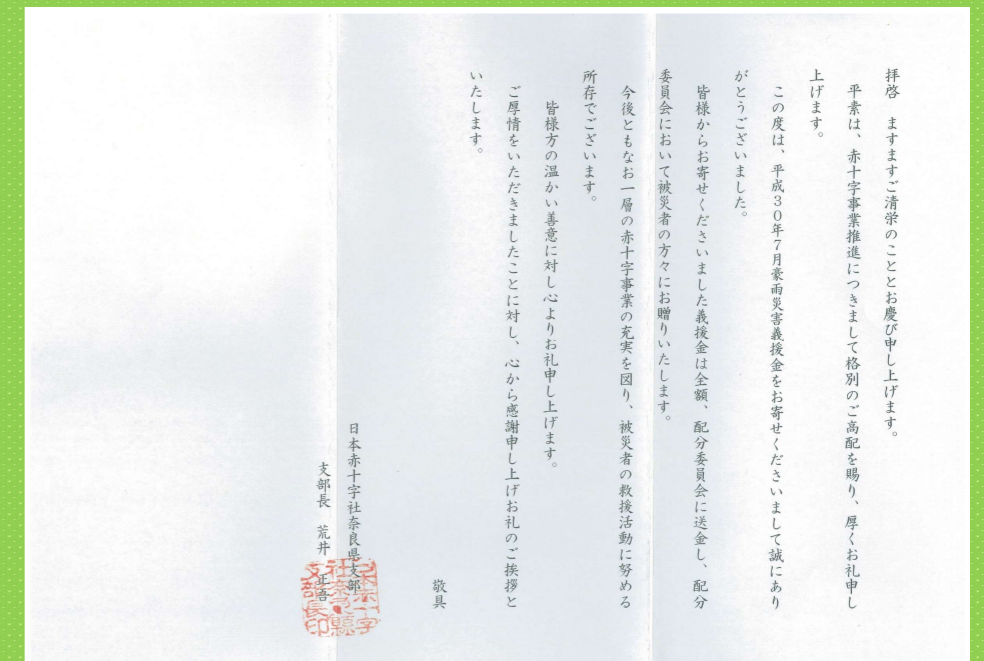 拝啓　ますますご清栄のこととお慶び申し上げます。
平素は、赤十字事業推進につきまして格別のご高配を賜り、厚くお礼申し
上げます。
この度は、平成３０年７月豪雨災害義援金をお寄せくださいまして誠にあり
がとうございました。
皆様からお寄せくださいました義援金は全額、配分委員会に送金し、配分
委員会において被災者の方々にお贈りいたします。
今後ともなお一層の赤十字事業の充実を図り、被災者の救援活動に努める
所存でございます。
皆様方の温かい善意に対し心よりお礼申し上げます。
ご厚情をいただきましたことに対し、心から感謝申し上げお礼のご挨拶と
いたします。
敬具
日本赤十字社奈良県支部
支部長　荒井　正吾